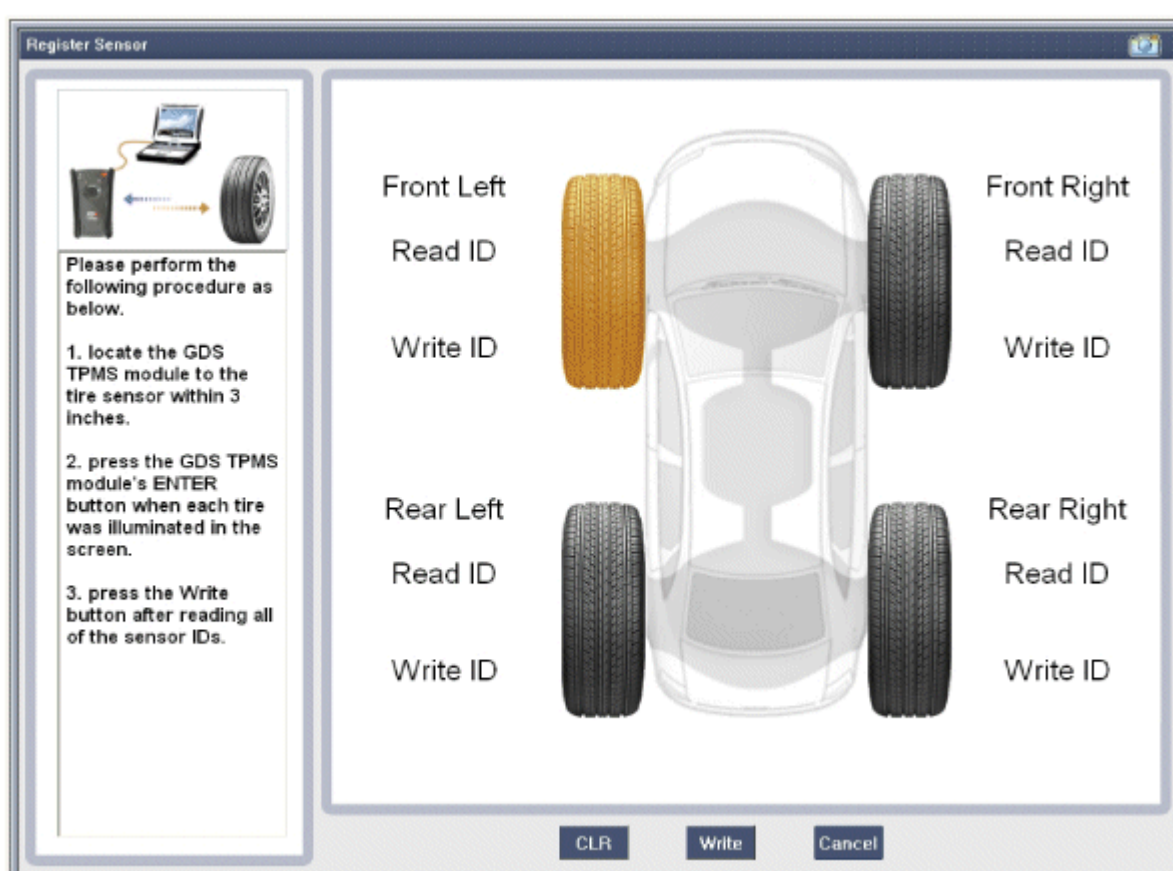 Register Sensor
Please perform the
following procedure as
below.
1. locate the GDS
TPMS module to the
tire sensor within 3
inches.
2. press the GDS TPMS
module's ENTER
button when each tire
was illuminated in the
screen.
3. press the Write
button after reading all
of the sensor IDs.
Front Left
Read ID
Write ID
Front Right
Read ID
Write ID
Rear Left
Read ID
Write ID
Rear Right
Read ID
Write ID
CLR
Write
Cancel